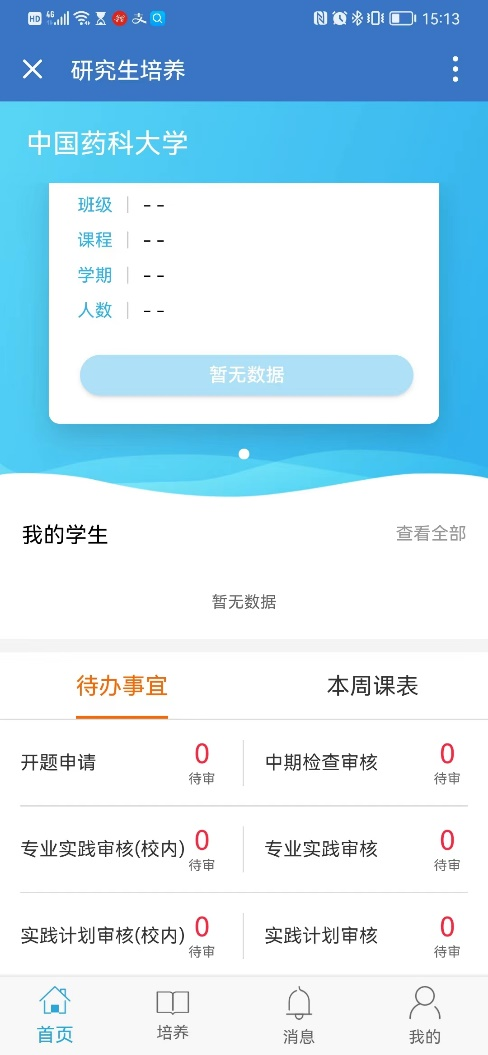 HD 4G 15:13
研究生培养
中国药科大学
班级 --
课程 --
学期 --
人数 --
暂无数据
我的学生 查看全部
暂无数据
待办事宜 本周课表
开题申请 0 待审 中期检查审核 0 待审
专业实践审核(校内) 0 待审 专业实践审核 0 待审
实践计划审核(校内) 0 待审 实践计划审核 0 待审
首页 培养 消息 我的